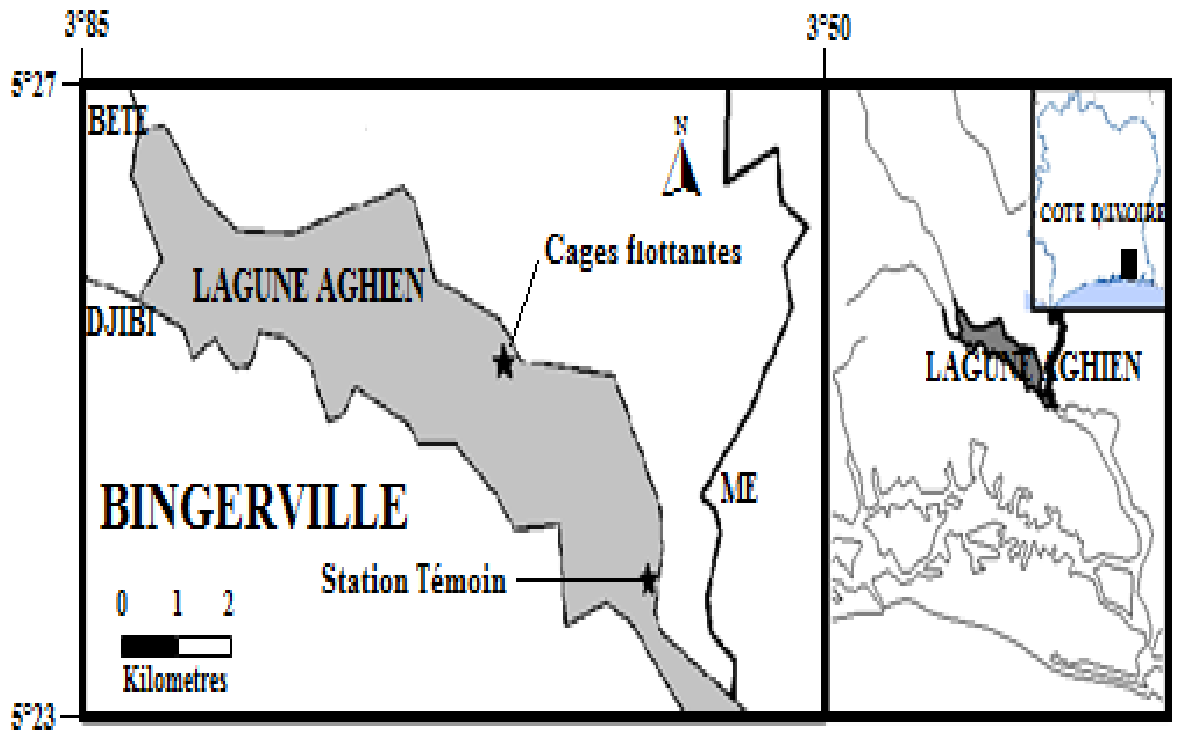 3°85
3°50
5°27
BETE
N
COTE D'IVOIRE
Cages flottantes
LAGUNE AGHIEN
DJIBI
LAGUNE AGHIEN
ME
BINGERVILLE
Station Témoin
0 1 2
Kilometres
5°23